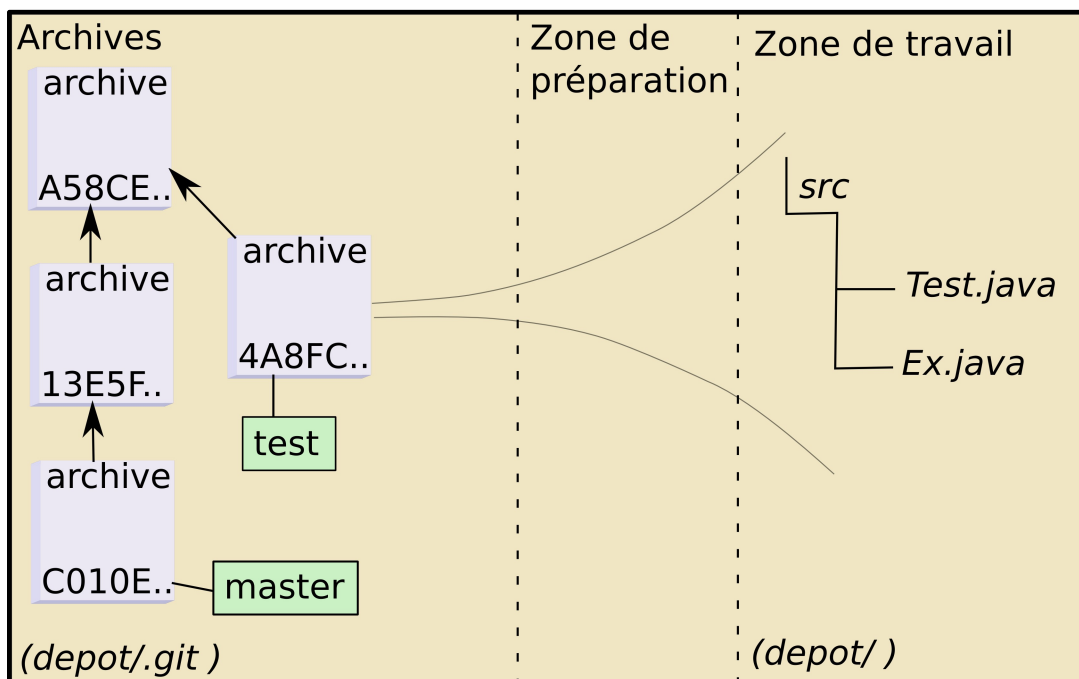 Archives
Zone de
préparation
Zone de travail
archive
A58CE..
archive
13E5F..
archive
C010E..
archive
4A8FC..
test
master
src
Test.java
Ex.java
(depot/.git )
(depot/ )